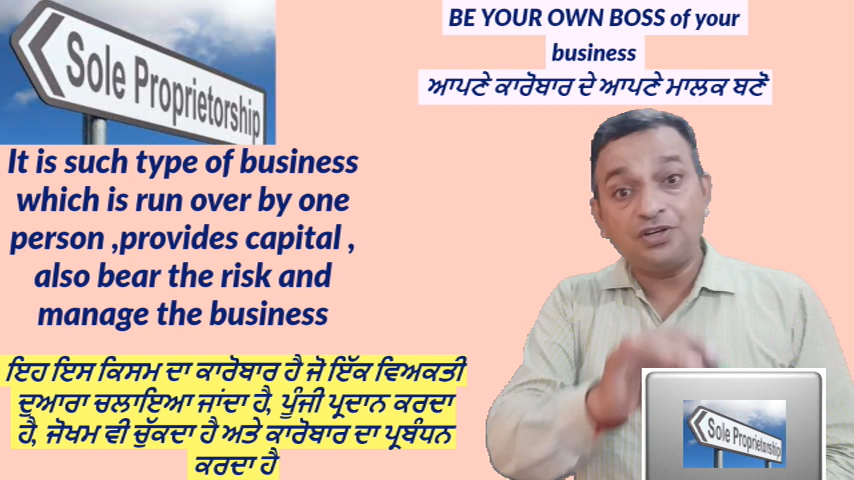 Sole Proprietorship
BE YOUR OWN BOSS of your
business
ਆਪਣੇ ਕਾਰੋਬਾਰ ਦੇ ਆਪਣੇ ਮਾਲਕ ਬਣੋ
It is such type of business
which is run over by one
person ,provides capital ,
also bear the risk and
manage the business
ਇਹ ਇਸ ਕਿਸਮ ਦਾ ਕਾਰੋਬਾਰ ਹੈ ਜੋ ਇੱਕ ਵਿਅਕਤੀ
ਦੁਆਰਾ ਚਲਾਇਆ ਜਾਂਦਾ ਹੈ, ਪੂੰਜੀ ਪ੍ਰਦਾਨ ਕਰਦਾ
ਹੈ, ਜੋਖਮ ਵੀ ਚੁੱਕਦਾ ਹੈ ਅਤੇ ਕਾਰੋਬਾਰ ਦਾ ਪ੍ਰਬੰਧਨ
ਕਰਦਾ ਹੈ
Sole Proprietorship